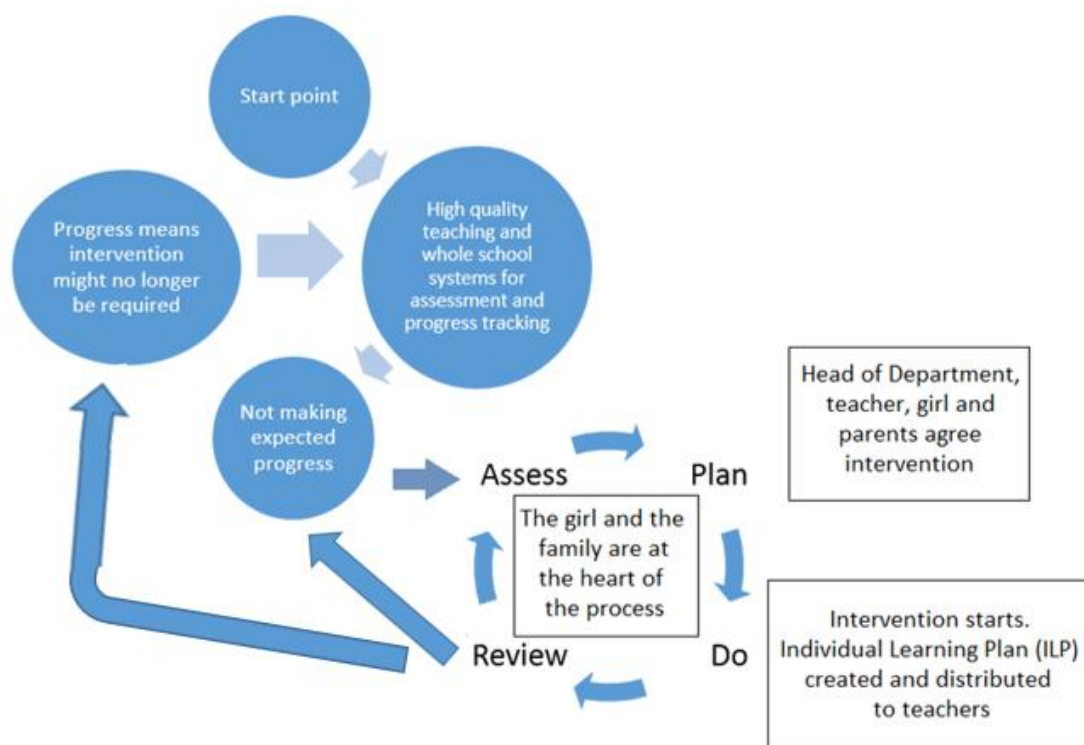 Start point
High quality
teaching and
whole school
systems for
assessment and
progress tracking
Progress means
intervention
might no longer
be required
Not making
expected
progress
Assess
Plan
Head of Department,
teacher, girl and
parents agree
intervention
The girl and the
family are at
the heart of
the process
Review
Do
Intervention starts.
Individual Learning Plan (ILP)
created and distributed
to teachers